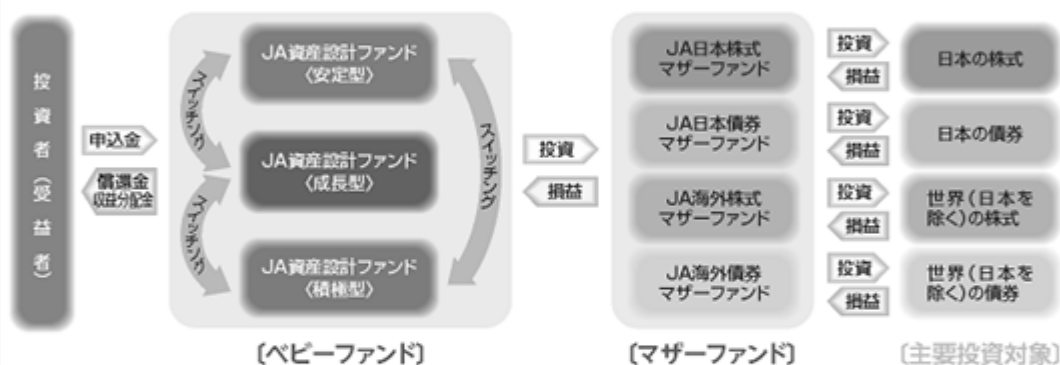 投資者(受益者)
申込金
償還金
収益分配金
JA資産設計ファンド
〈安定型〉
スイッチング
JA資産設計ファンド
〈成長型〉
スイッチング
JA資産設計ファンド
〈積極型〉
スイッチング
〔ベビーファンド〕
投資
損益
JA日本株式
マザーファンド
JA日本債券
マザーファンド
JA海外株式
マザーファンド
JA海外債券
マザーファンド
〔マザーファンド〕
投資
損益
日本の株式
投資
損益
日本の債券
投資
損益
世界(日本を
除く)の株式
投資
損益
世界(日本を
除く)の債券
〔主要投資対象〕